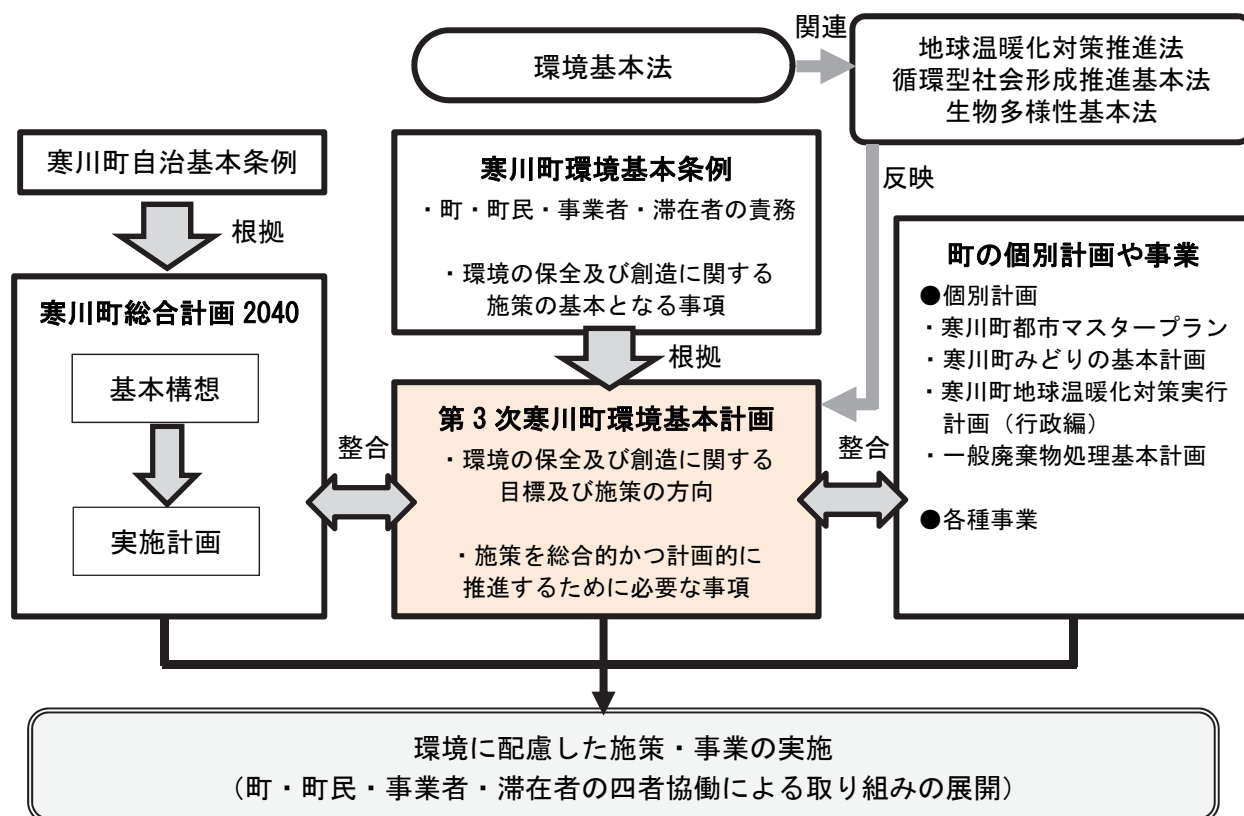 関連
環境基本法
地球温暖化対策推進法
循環型社会形成推進基本法
生物多様性基本法
反映
寒川町自治基本条例
根拠
寒川町環境基本条例
・町・町民・事業者・滞在者の責務
・環境の保全及び創造に関する
施策の基本となる事項
根拠
寒川町総合計画 2040
基本構想
実施計画
整合
第 3 次寒川町環境基本計画
・環境の保全及び創造に関する
目標及び施策の方向
・施策を総合的かつ計画的に
推進するために必要な事項
整合
町の個別計画や事業
●個別計画
・寒川町都市マスタープラン
・寒川町みどりの基本計画
・寒川町地球温暖化対策実行
計画（行政編）
・一般廃棄物処理基本計画
●各種事業
環境に配慮した施策・事業の実施
（町・町民・事業者・滞在者の四者協働による取り組みの展開）